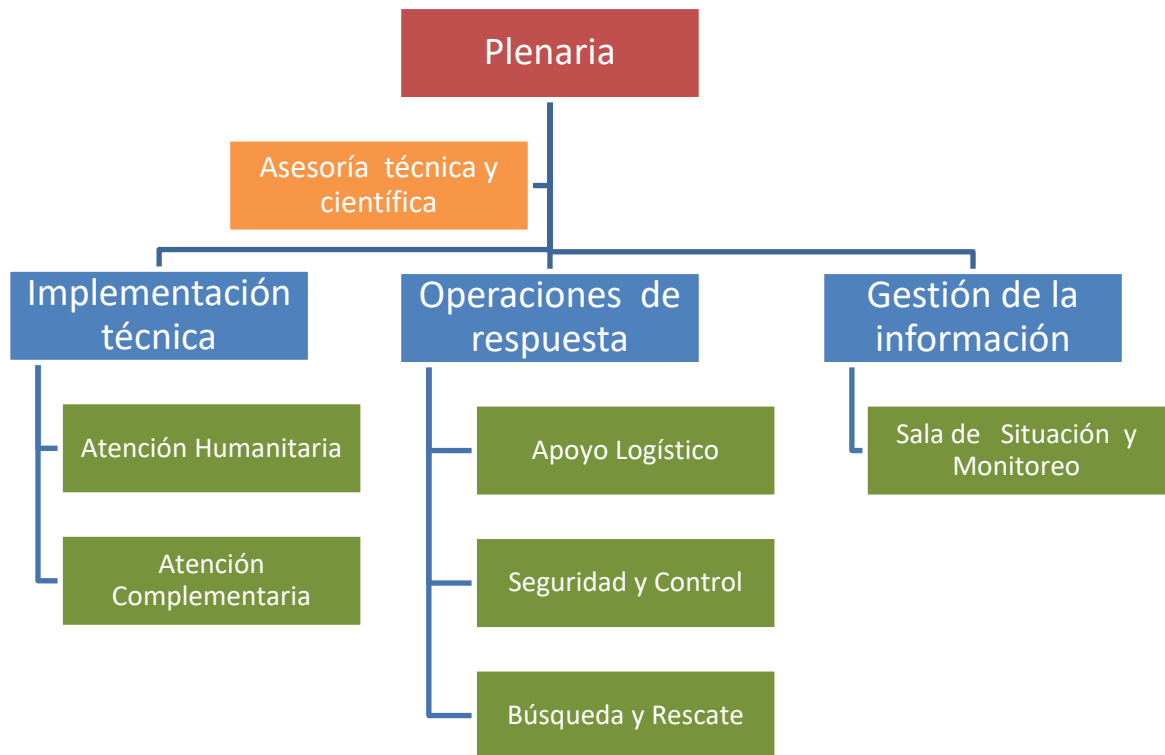 Plenaria
Asesoría técnica y
científica
Implementación
técnica
Operaciones de
respuesta
Gestión de la
información
Atención Humanitaria
Atención
Complementaria
Apoyo Logístico
Seguridad y Control
Búsqueda y Rescate
Sala de Situación y
Monitoreo